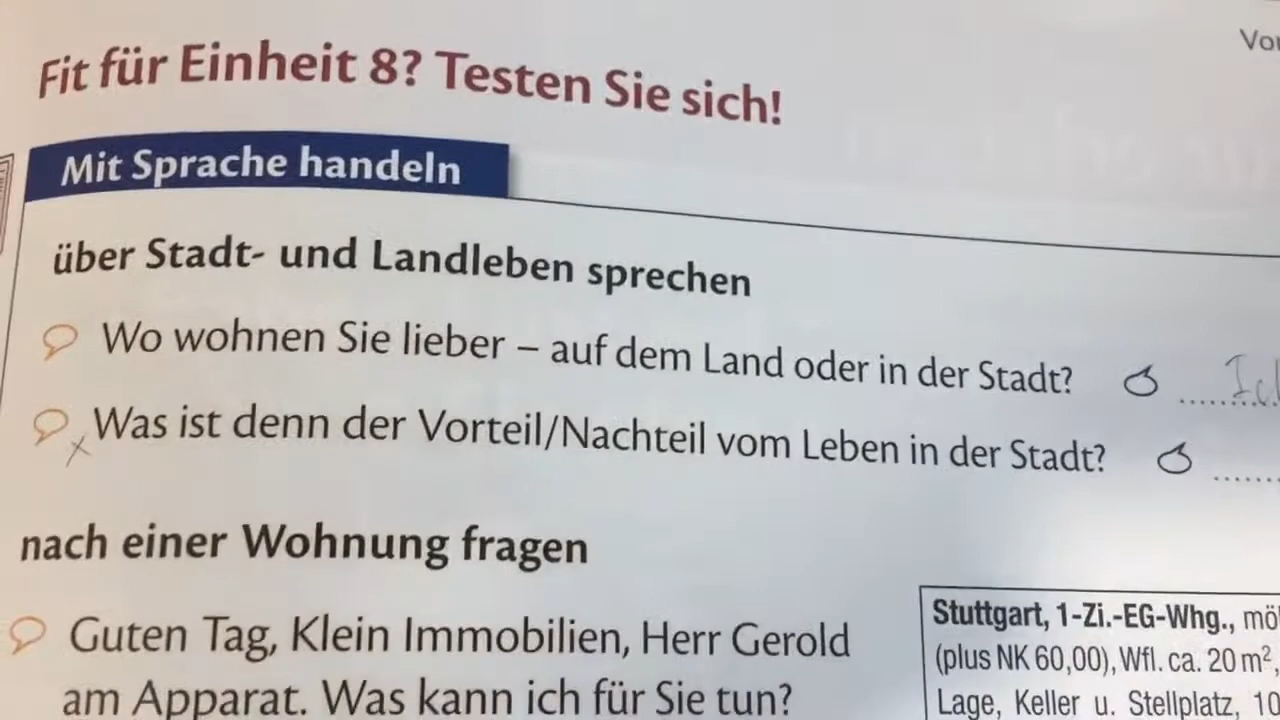 Fit für Einheit 8? Testen Sie sich!
Mit Sprache handeln
über Stadt- und Landleben sprechen
Wo wohnen Sie lieber – auf dem Land oder in der Stadt?
Was ist denn der Vorteil/Nachteil vom Leben in der Stadt?
nach einer Wohnung fragen
Guten Tag, Klein Immobilien, Herr Gerold
am Apparat. Was kann ich für Sie tun?
Stuttgart, 1-Zi.-EG-Whg.,
(plus NK 60,00), Wfl. ca. 20 m²,
Lage, Keller u. Stellplatz, 10